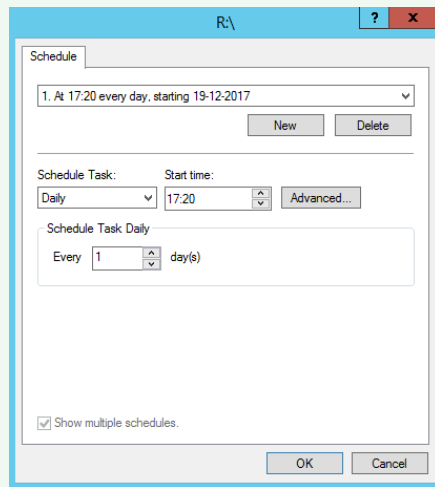 R:\
? x
Schedule
1. At 17:20 every day, starting 19-12-2017
New Delete
Schedule Task: Start time:
Daily 17:20 Advanced...
Schedule Task Daily
Every 1 day(s)
Show multiple schedules.
OK Cancel